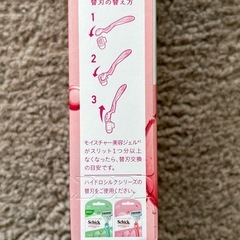 替刃の替え方
1
2
3
モイスチャー美容ジェル
がスリット1つ分以上
なくなったら、替刃交換
の目安です。
ハイドロシルクシリーズの
替刃をご使用ください。
Schick
Schick